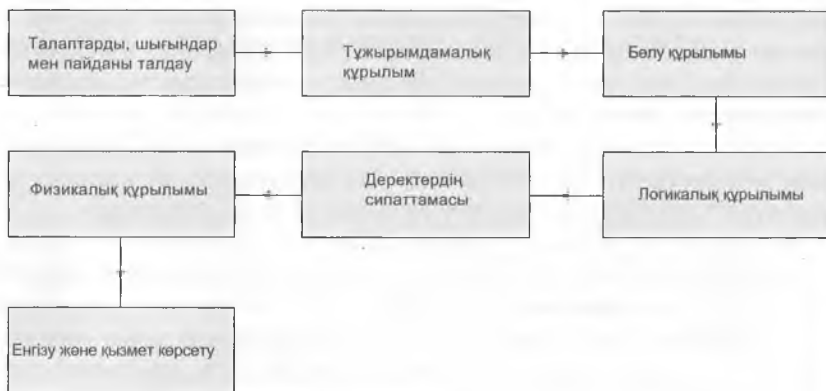 Талаптарды, шығындар
мен пайданы талдау
Тұжырымдамалық
құрылым
Бөлу құрылымы
Физикалық құрылымы
Деректердің
сипаттамасы
Логикалық құрылымы
Енгізу және қызмет көрсету